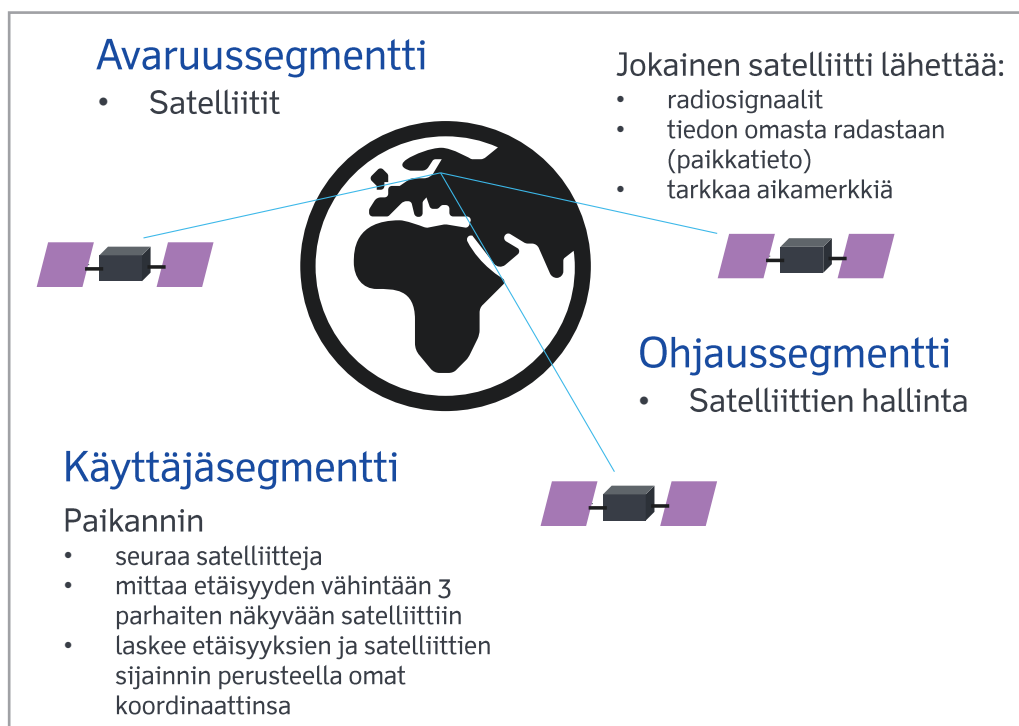 Avaruussegmentti
• Satelliitit
Jokainen satelliitti lähettää:
• radiosignaalit
• tiedon omasta radastaan
(paikkatieto)
• tarkkaa aikamerkkiä
Ohjaussegmentti
• Satelliittien hallinta
Käyttäjäsegmentti
Paikannin
• seuraa satelliitteja
• mittaa etäisyyden vähintään 3
parhaiten näkyvään satelliittiin
• laskee etäisyyksien ja satelliittien
sijainnin perusteella omat
koordinaattinsa